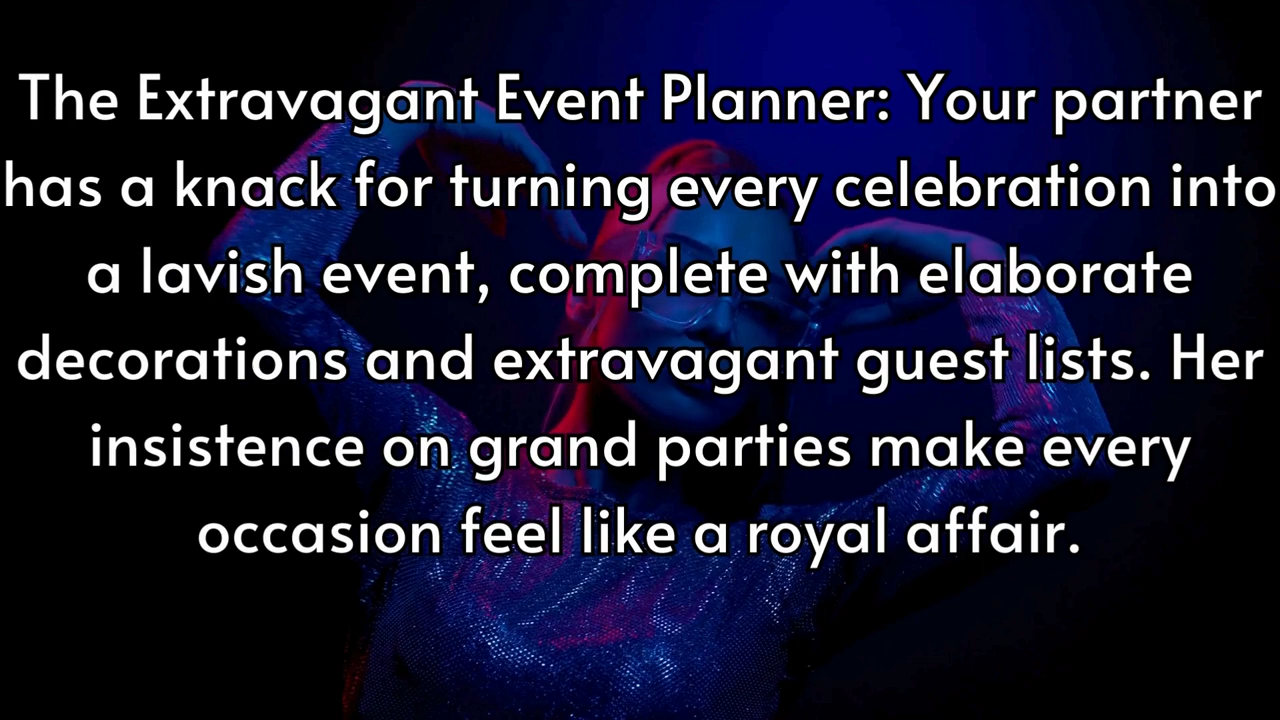 The Extravagant Event Planner: Your partner
has a knack for turning every celebration into
a lavish event, complete with elaborate
decorations and extravagant guest lists. Her
insistence on grand parties make every
occasion feel like a royal affair.